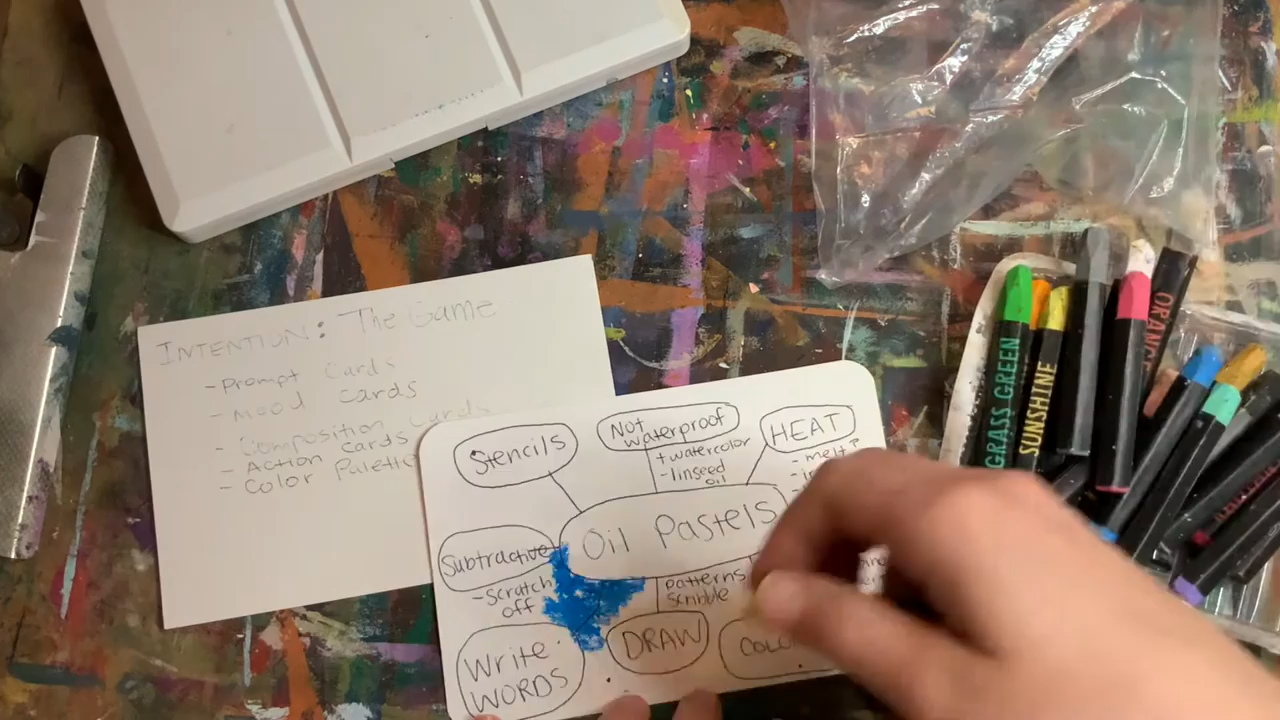 INTENTION: The Game
- Prompt Cards
- Mood Cards
- Composition Cards
- Action Cards
- Color Palette
Stencils
Not
waterproof
+ watercolor
- linseed
oil
HEAT
- melt?
Oil Pastels
Subtractive
- scratch
off
patterns
scribble
Write
WORDS
DRAW
GRASS GREEN
SUNSHINE